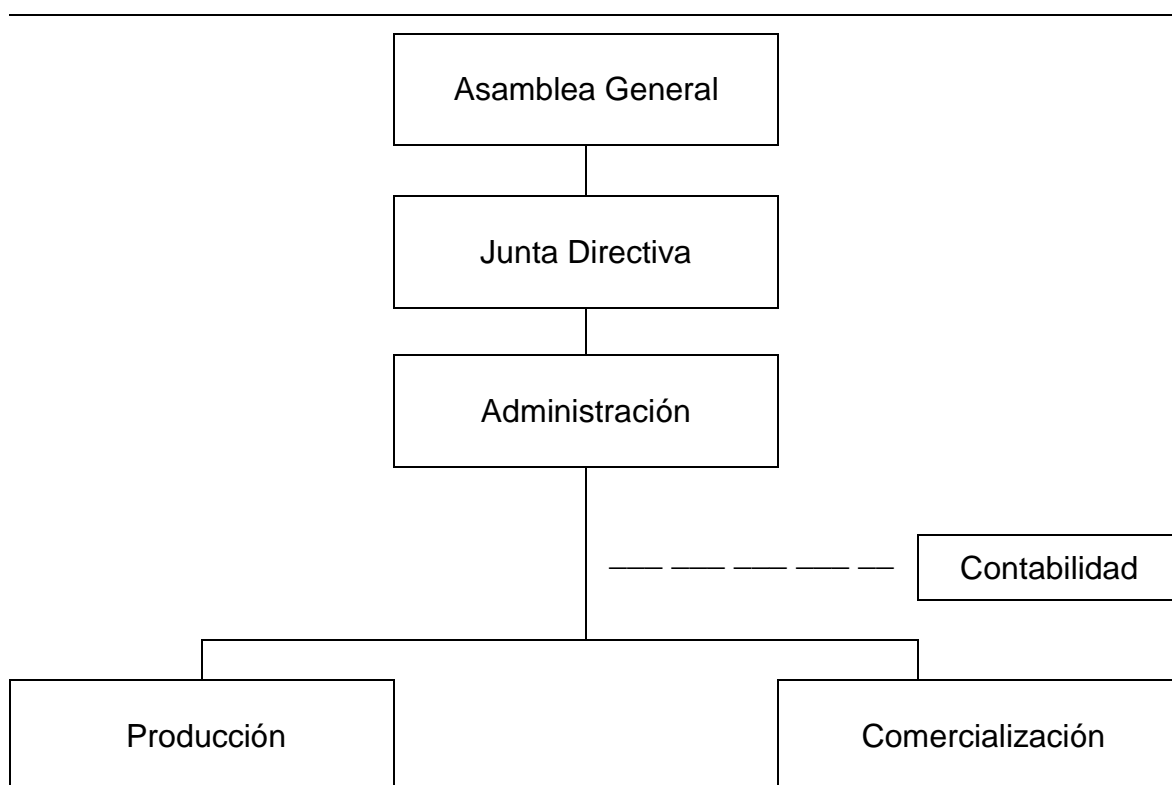 Asamblea General
Junta Directiva
Administración
Contabilidad
Producción
Comercialización